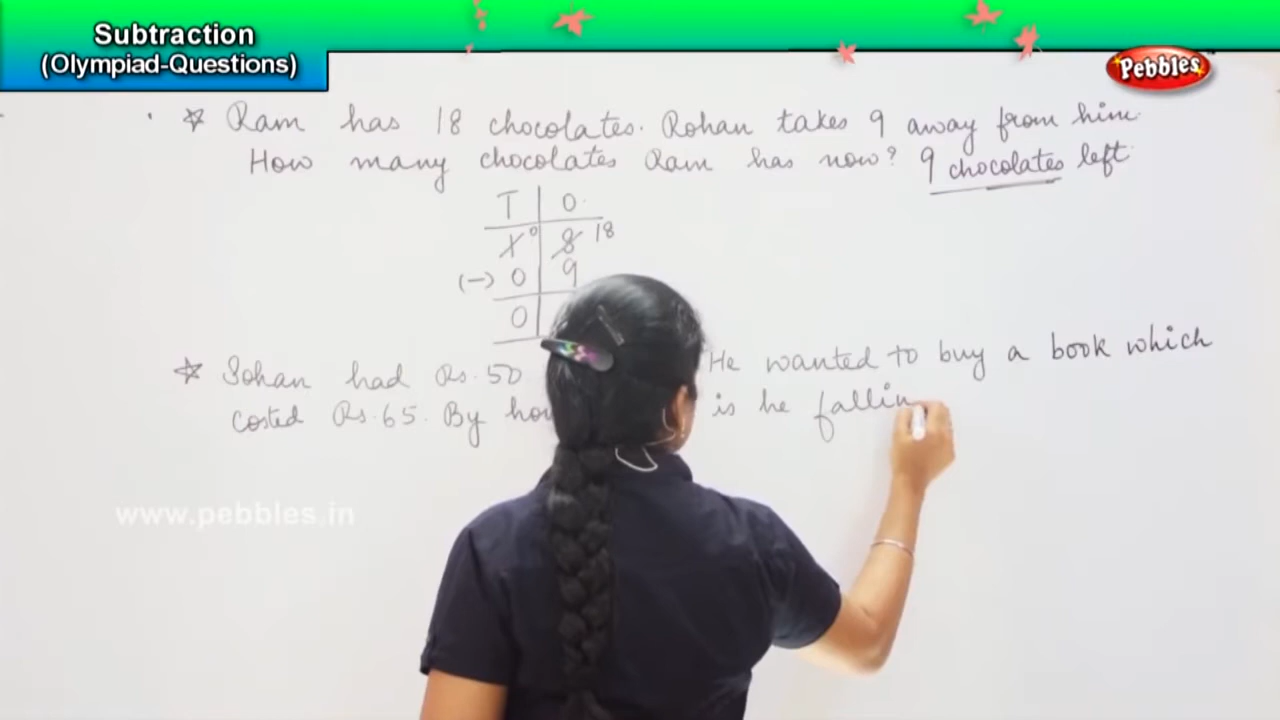 Subtraction
(Olympiad-Questions)
Pebbles
☆ Ram has 18 chocolates. Rohan takes 9 away from him.
How many chocolates Ram has now? 9 chocolates left.
T | O
1 0 | 8 18
(-) 0 | 9
0
☆ Sohan had Rs. 50 He wanted to buy a book which
costed Rs. 65. By how is he fallin
www.pebbles.in